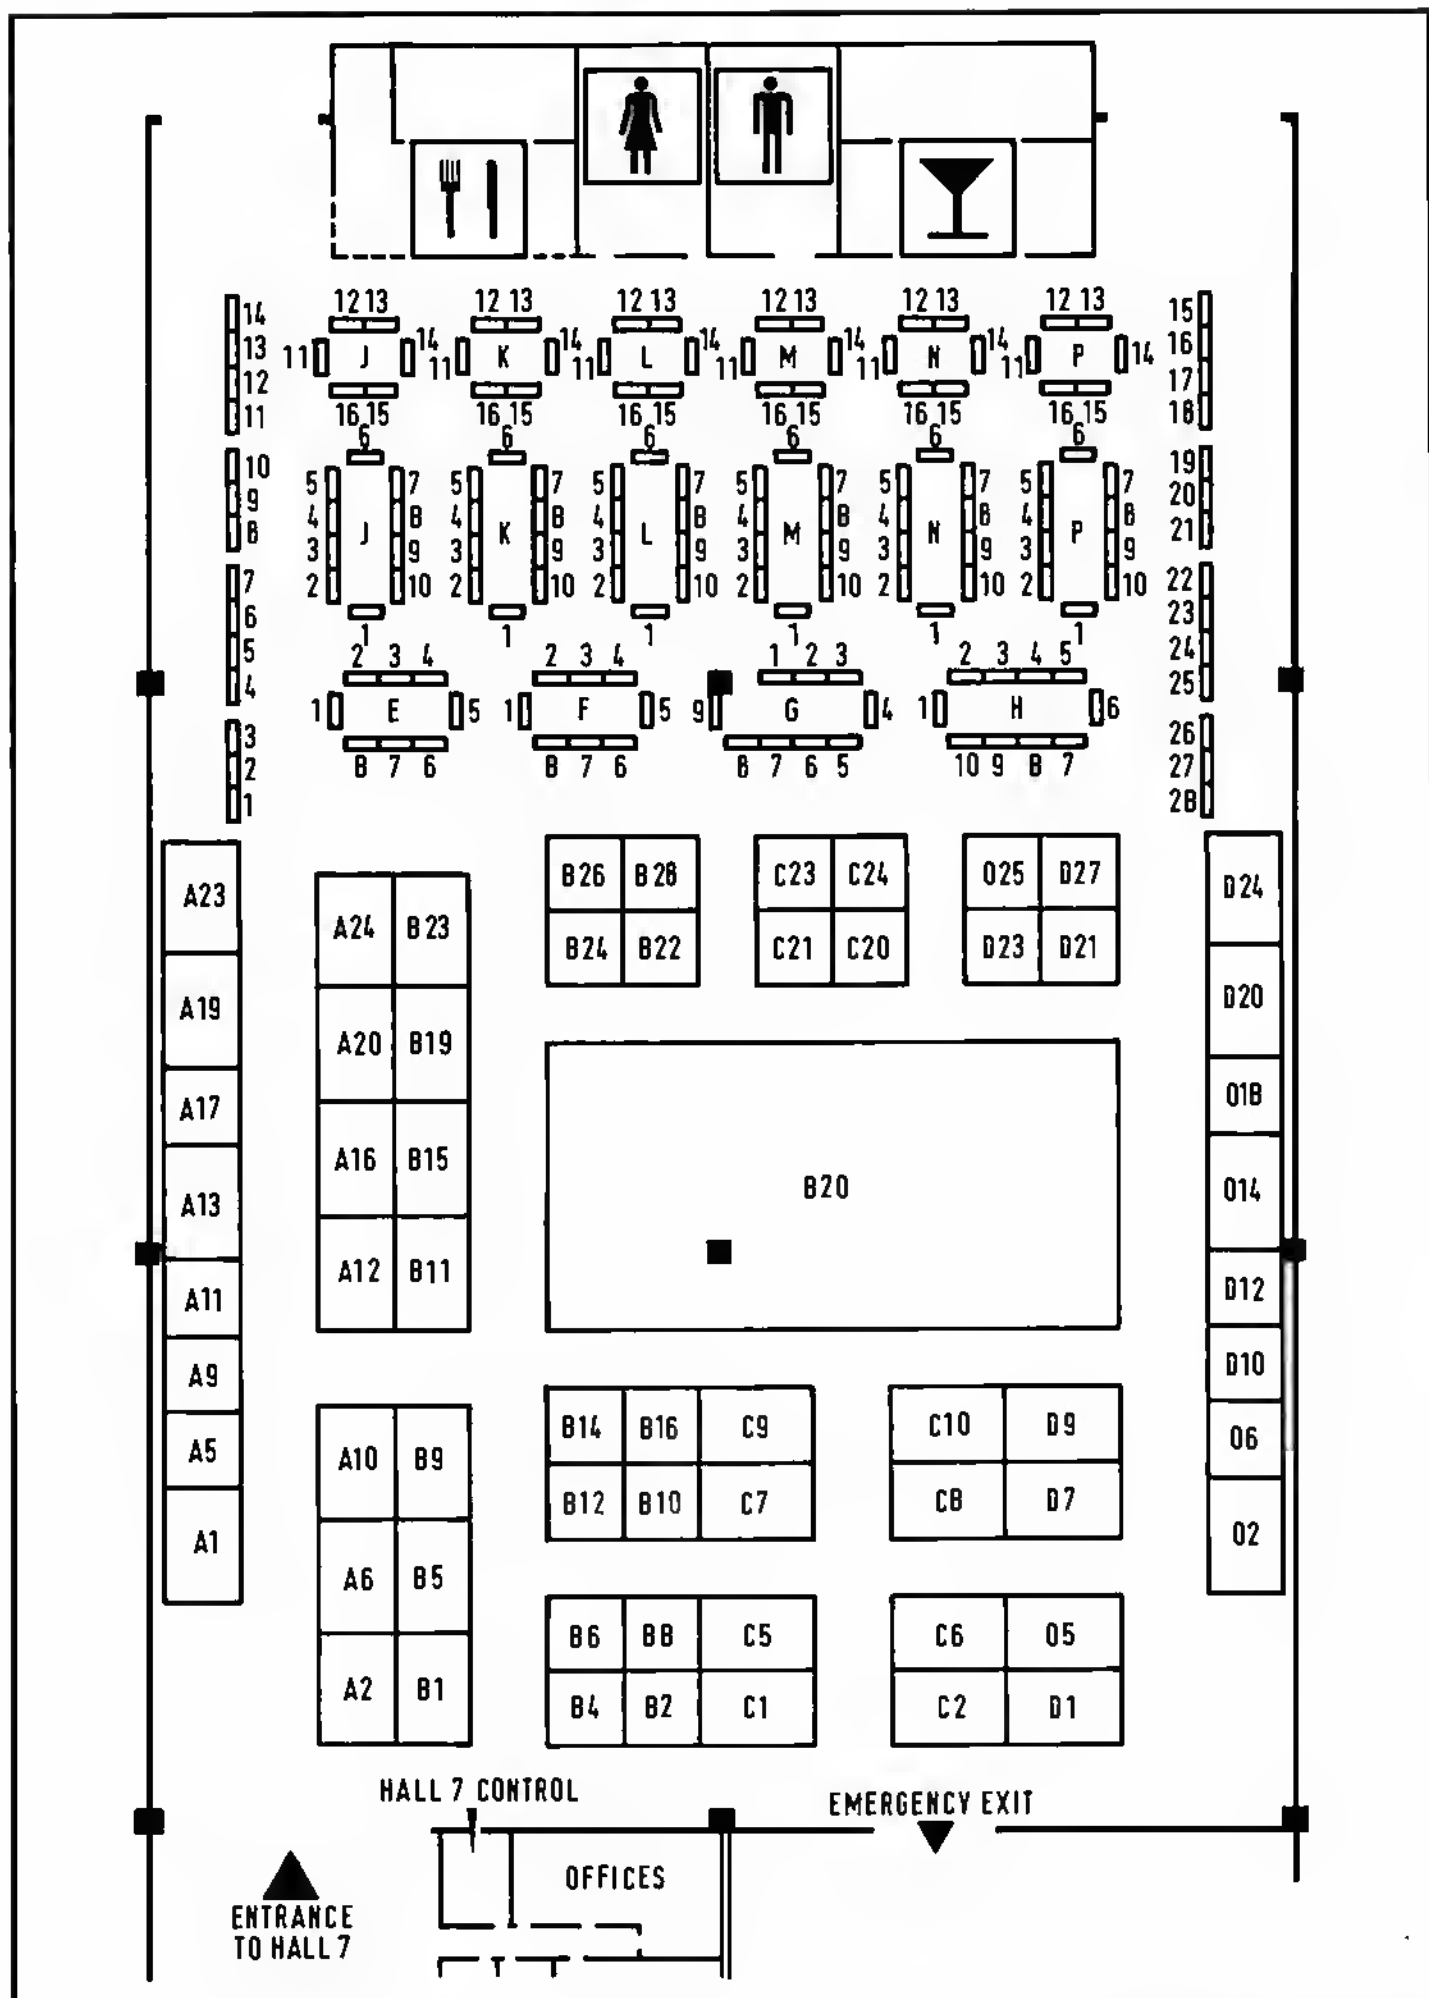 12 13 12 13 12 13 12 13 12 13 12 13
14 15
11 J 14 11 K 14 11 L 14 11 M 14 11 N 14 11 P 14
13 16
12 17
11 16 15 16 15 16 15 16 15 16 15 16 15 18
6 6 6 6 6 6
10 19
5 7 5 7 5 7 5 7 5 7 5 7
9 20
4 8 4 8 4 8 4 8 4 8 4 8
8 21
J K L M N P
3 9 3 9 3 9 3 9 3 9 3 9
2 10 2 10 2 10 2 10 2 10 2 10
7 22
6 23
1 1 1 1 1 1
5 2 3 4 2 3 4 1 2 3 2 3 4 5 24
4 25
1 E 5 1 F 5 9 G 4 1 H 6
3 26
2 8 7 6 8 7 6 8 7 6 5 10 9 8 7 27
1 28
A23 B26 B28 C23 C24 D25 D27 D24
A24 B23
B24 B22 C21 C20 D23 D21
A19 D20
A20 B19
A17 D18
A16 B15
B20
A13 D14
A12 B11
A11 D12
A9 D10
A5 B14 B16 C9 C10 D9 D6
A10 B9
B12 B10 C7 C8 D7
A1 D2
A6 B5
B6 B8 C5 C6 D5
A2 B1 B4 B2 C1 C2 D1
HALL 7 CONTROL
EMERGENCY EXIT
OFFICES
ENTRANCE
TO HALL 7